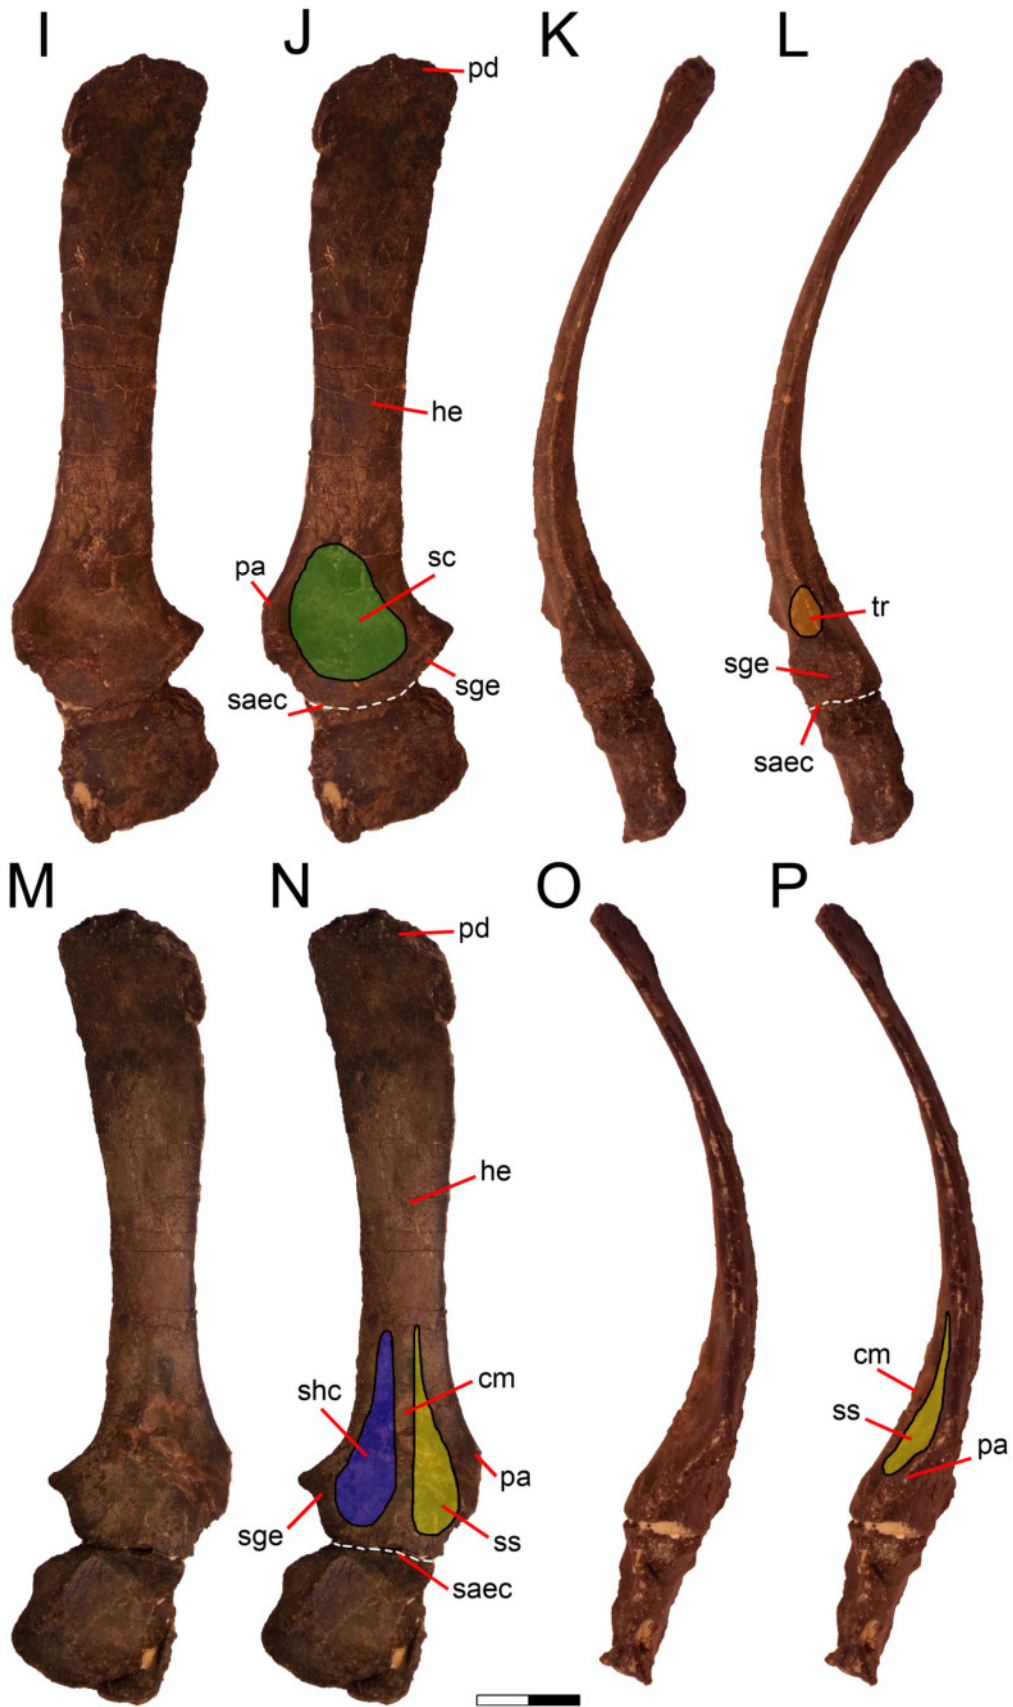 I J K L
pd
he
pa sc
sge
saec
tr
sge
saec
M N O P
pd
he
shc cm
pa
sge ss
saec
cm
ss
pa